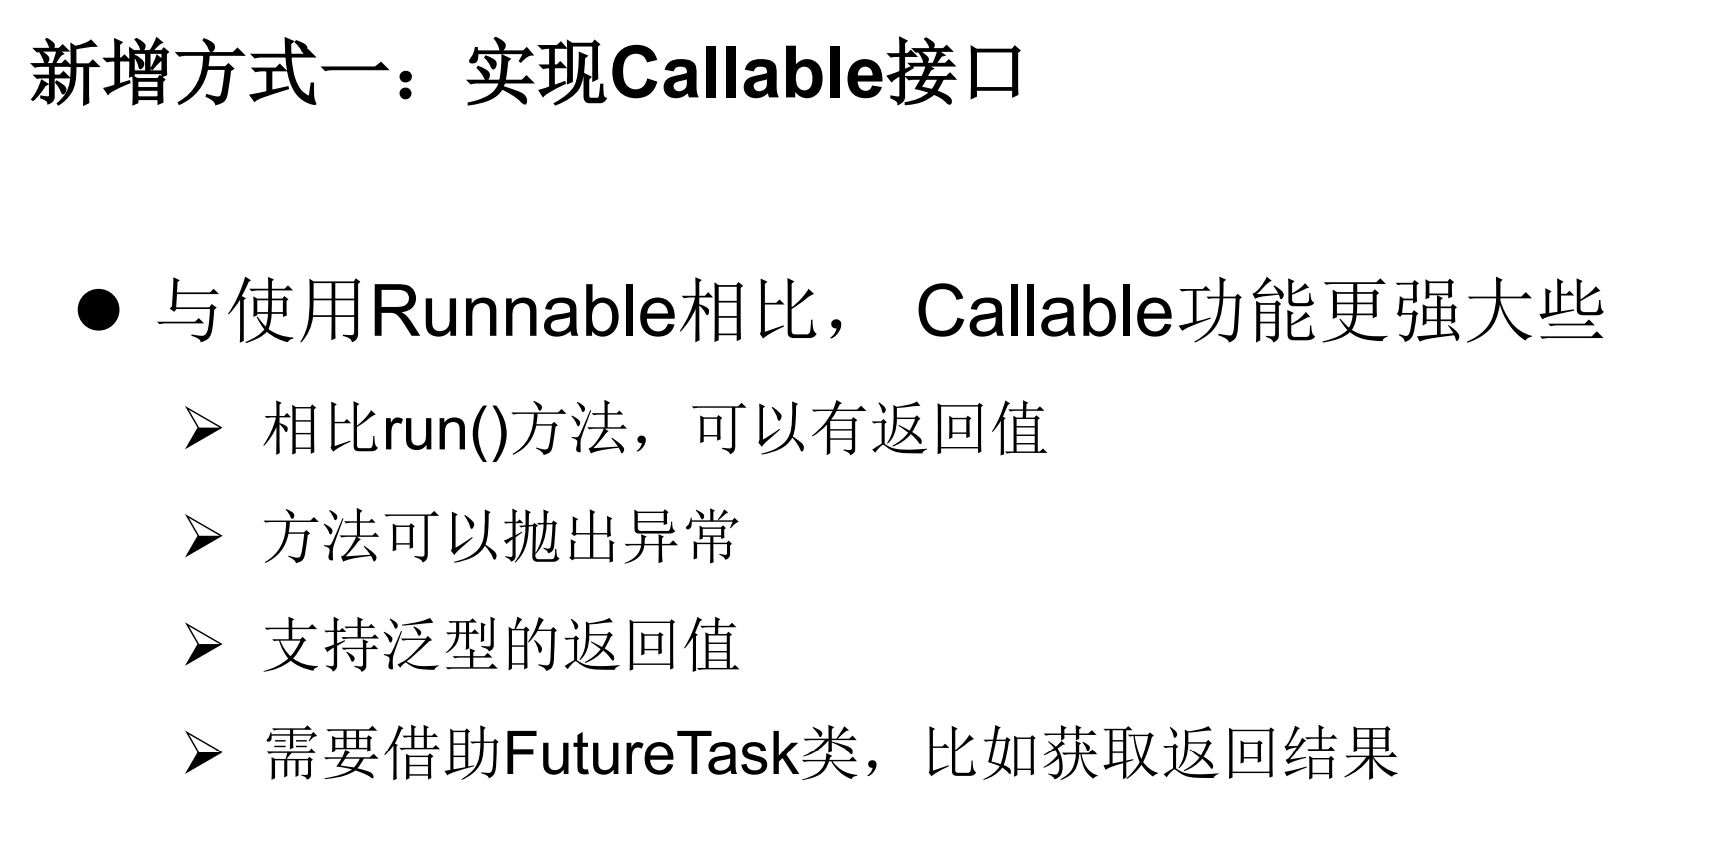 新增方式一：实现Callable接口
● 与使用Runnable相比， Callable功能更强大些
➢ 相比run()方法，可以有返回值
➢ 方法可以抛出异常
➢ 支持泛型的返回值
➢ 需要借助FutureTask类，比如获取返回结果